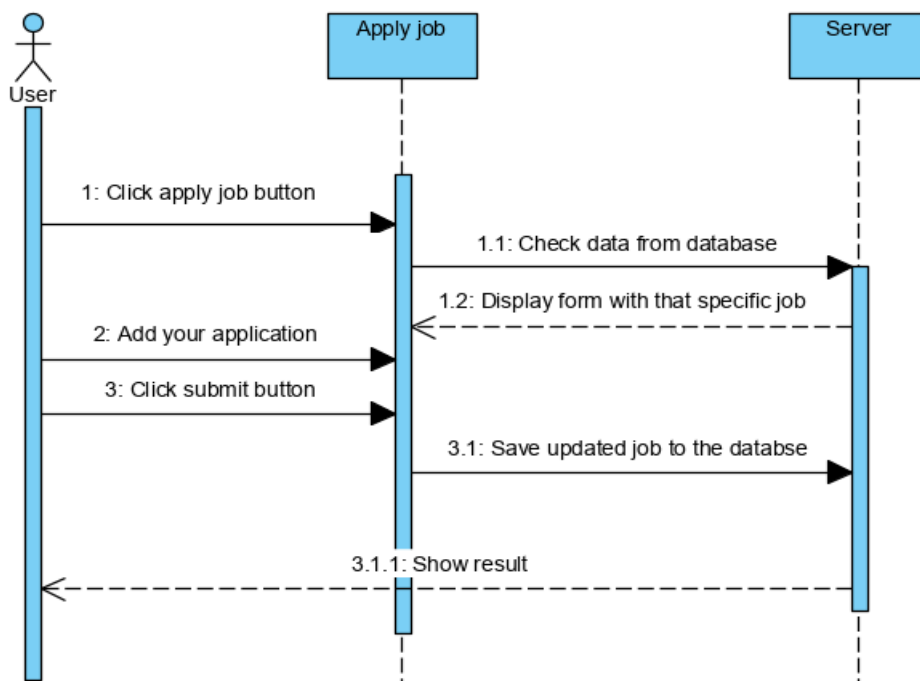 Apply job
Server
User
1: Click apply job button
1.1: Check data from database
1.2: Display form with that specific job
2: Add your application
3: Click submit button
3.1: Save updated job to the databse
3.1.1: Show result